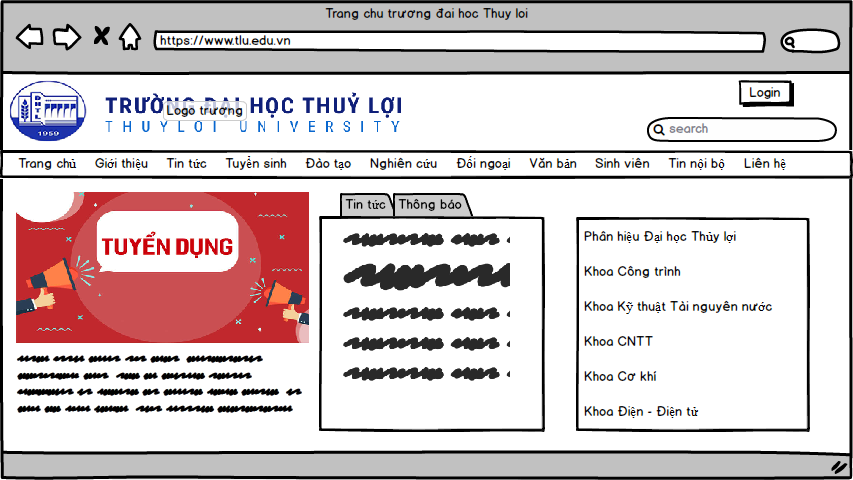 Trang chu trương đai hoc Thuy loi
https://www.tlu.edu.vn
Login
TRƯỜNG ĐẠI HỌC THUỶ LỢI
Logo trường
THUYLOI UNIVERSITY
ĐHTL
1959
search
Trang chủ Giới thiệu Tin tức Tuyển sinh Đào tạo Nghiên cứu Đối ngoại Văn bản Sinh viên Tin nội bộ Liên hệ
TUYỂN DỤNG
Tin tức Thông báo
Phân hiệu Đại học Thủy lợi
Khoa Công trình
Khoa Kỹ thuật Tài nguyên nước
Khoa CNTT
Khoa Cơ khí
Khoa Điện - Điện tử